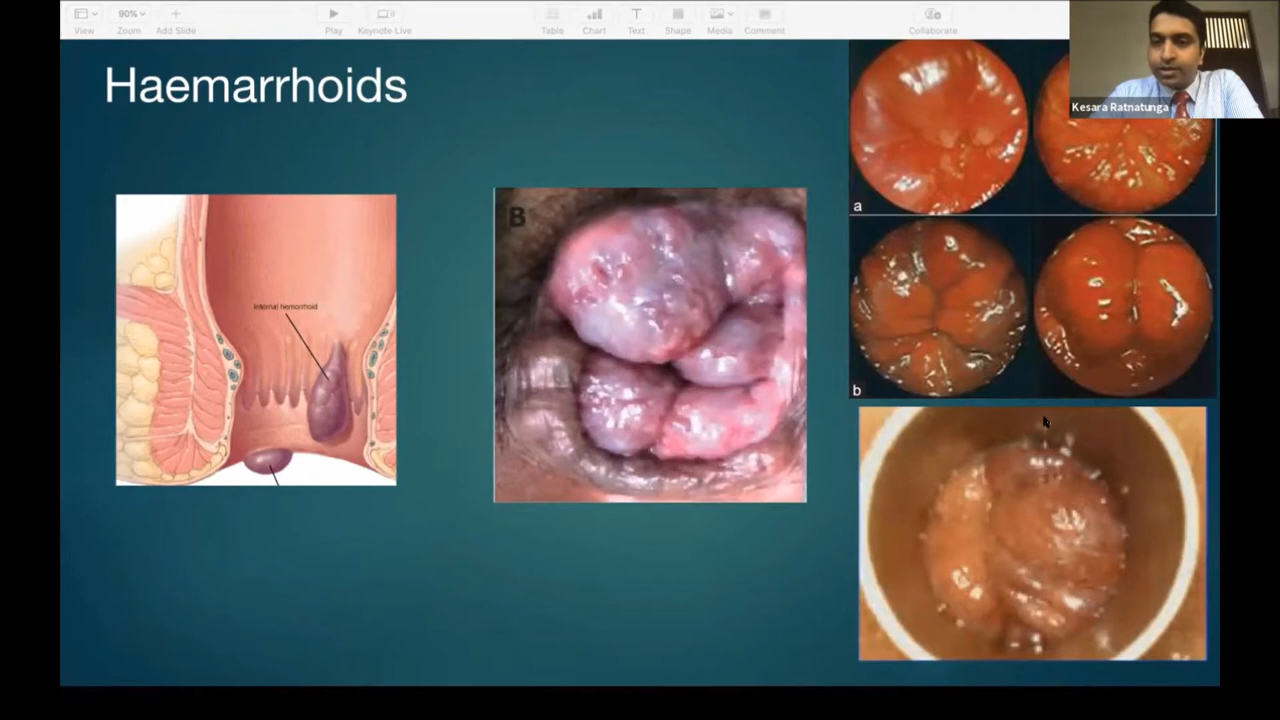 View
90%
Zoom
Add Slide
Play
Keynote Live
Table
Chart
Text
Shape
Media
Comment
Collaborate
Kesara Ratnatunga
Haemarrhoids
Internal hemorrhoid
B
a
b